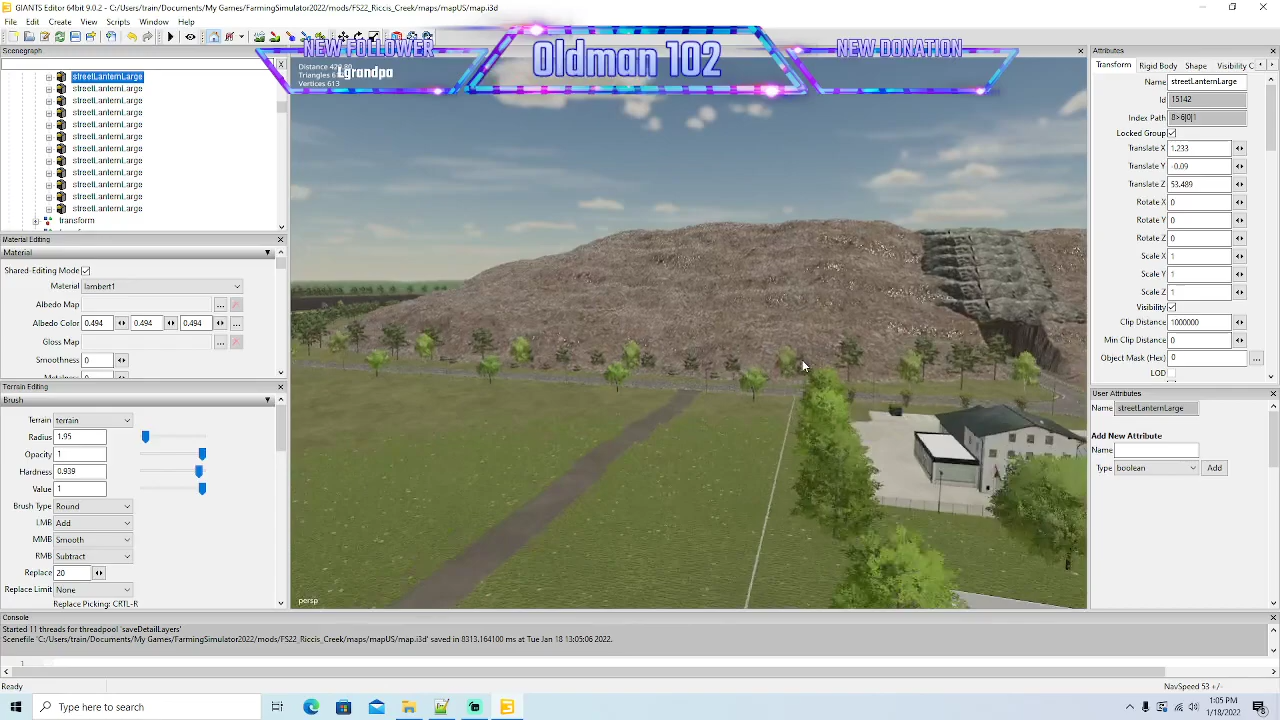 GIANTS Editor 64bit 9.0.2 - C:/Users/train/Documents/My Games/FarmingSimulator2022/mods/FS22_Riccis_Creek/maps/mapUS/map.i3d
File
NEW FOLLOWER
Oldman 102
NEW DONATION
Lgrandpa
Scenegraph
streetLanternLarge
streetLanternLarge
streetLanternLarge
streetLanternLarge
streetLanternLarge
streetLanternLarge
streetLanternLarge
streetLanternLarge
streetLanternLarge
streetLanternLarge
streetLanternLarge
streetLanternLarge
Transform
Material Editing
Material
Shared-Editing Mode
Material lambert1
Albedo Map ...
Albedo Color 0.494 0.494 0.494 ...
Gloss Map ...
Smoothness 0
Terrain Editing
Brush
Terrain terrain
Radius 1.95
Opacity 1
Hardness 0.939
Value 1
Brush Type Round
LMB Add
MMB Smooth
RMB Subtract
Replace 20
Replace Limit None
Replace Picking: CRTL-R
persp
Attributes
Transform Rigid Body Shape Visibility C
Name streetLanternLarge
Id 15142
Locked Group
Translate X 1.233
Translate Y -0.09
Translate Z 53.489
Rotate X 0
Rotate Y 0
Rotate Z 0
Scale X 1
Scale Y 1
Scale Z 1
Visibility
Clip Distance 1000000
Min Clip Distance 0
Object Mask (Hex) 0 ...
LOD
User Attributes
Name streetLanternLarge
Add New Attribute
Name
Type boolean Add
Console
Started 11 threads for threadpool 'saveDetailLayers'
Scenefile 'C:/Users/train/Documents/My Games/FarmingSimulator2022/mods/FS22_Riccis_Creek/maps/mapUS/map.i3d' saved in 8313.164100 ms at Tue Jan 18 13:05:06 2022.
1
Ready
NavSpeed 53 +/-
Type here to search
1:05 PM
1/18/2022